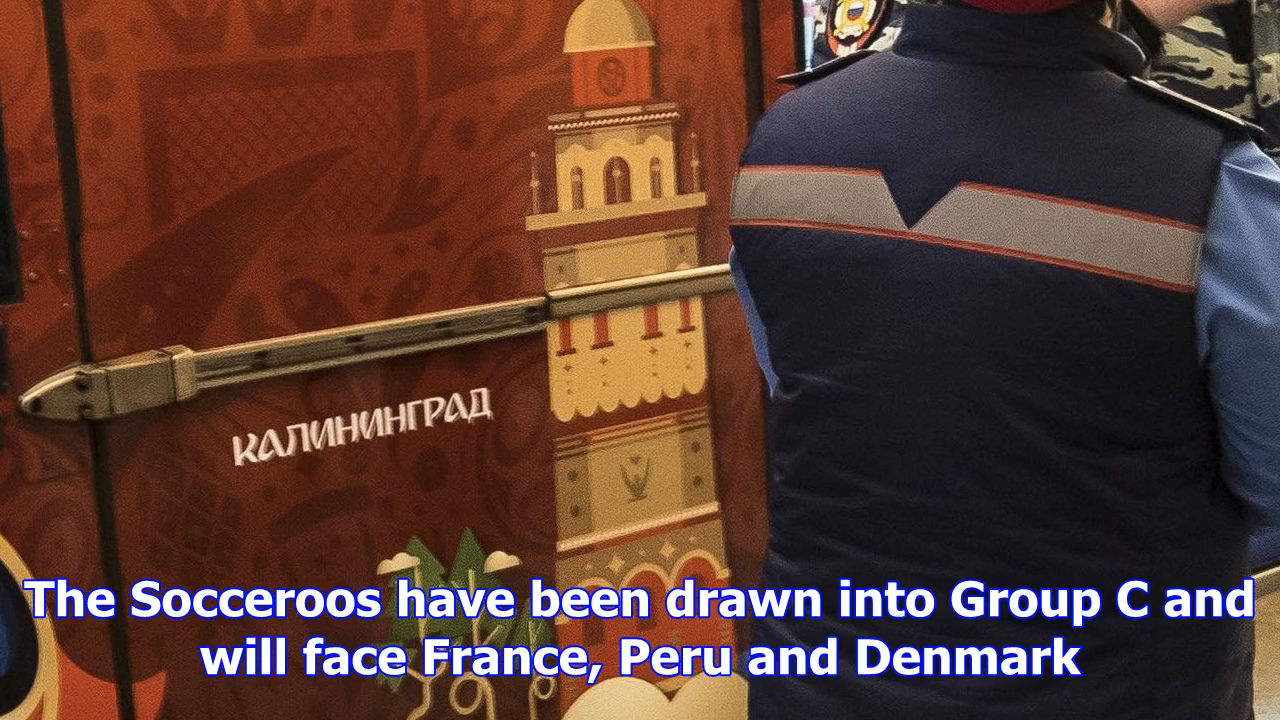 КАЛИНИНГРАД
The Socceroos have been drawn into Group C and
will face France, Peru and Denmark